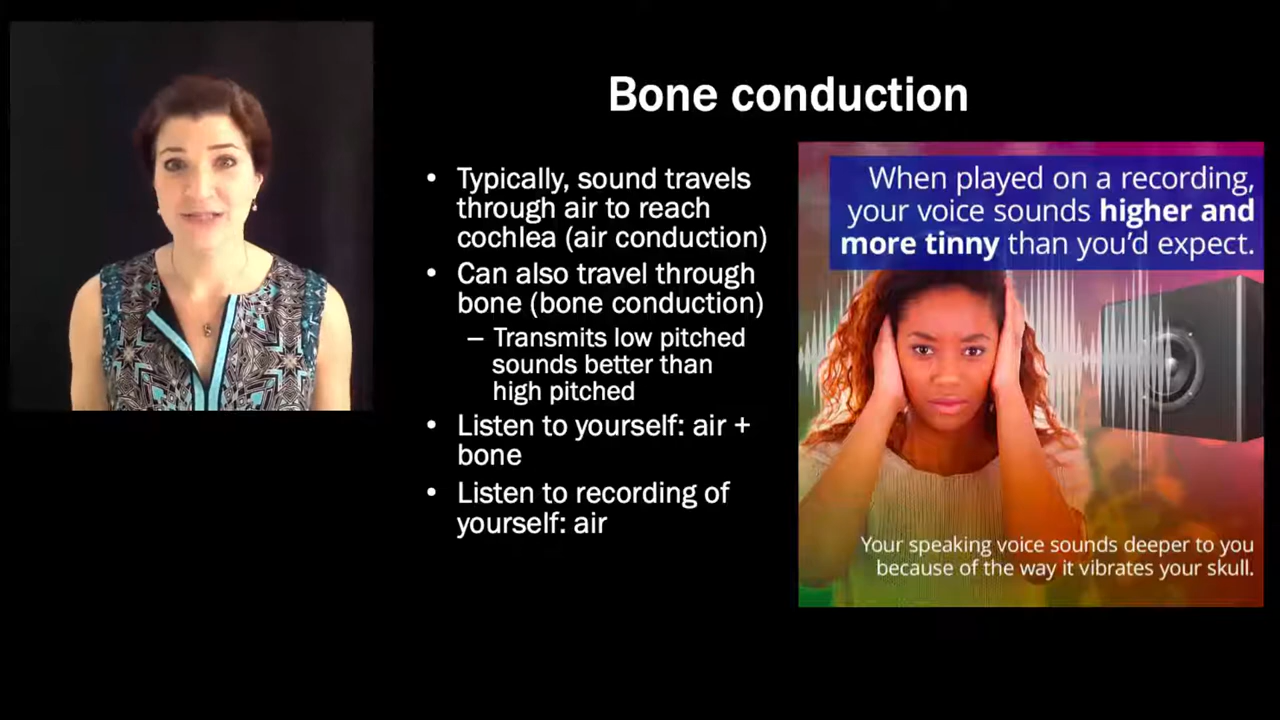 Bone conduction
• Typically, sound travels
through air to reach
cochlea (air conduction)
• Can also travel through
bone (bone conduction)
– Transmits low pitched
sounds better than
high pitched
• Listen to yourself: air +
bone
• Listen to recording of
yourself: air
When played on a recording,
your voice sounds higher and
more tinny than you’d expect.
Your speaking voice sounds deeper to you
because of the way it vibrates your skull.